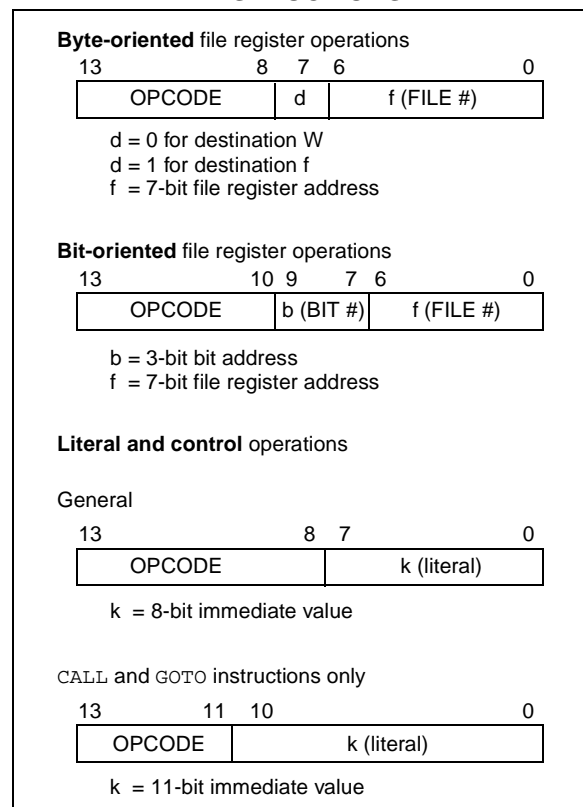 Byte-oriented file register operations
13 8 7 6 0
OPCODE d f (FILE #)
d = 0 for destination W
d = 1 for destination f
f = 7-bit file register address
Bit-oriented file register operations
13 10 9 7 6 0
OPCODE b (BIT #) f (FILE #)
b = 3-bit bit address
f = 7-bit file register address
Literal and control operations
General
13 8 7 0
OPCODE k (literal)
k = 8-bit immediate value
CALL and GOTO instructions only
13 11 10 0
OPCODE k (literal)
k = 11-bit immediate value